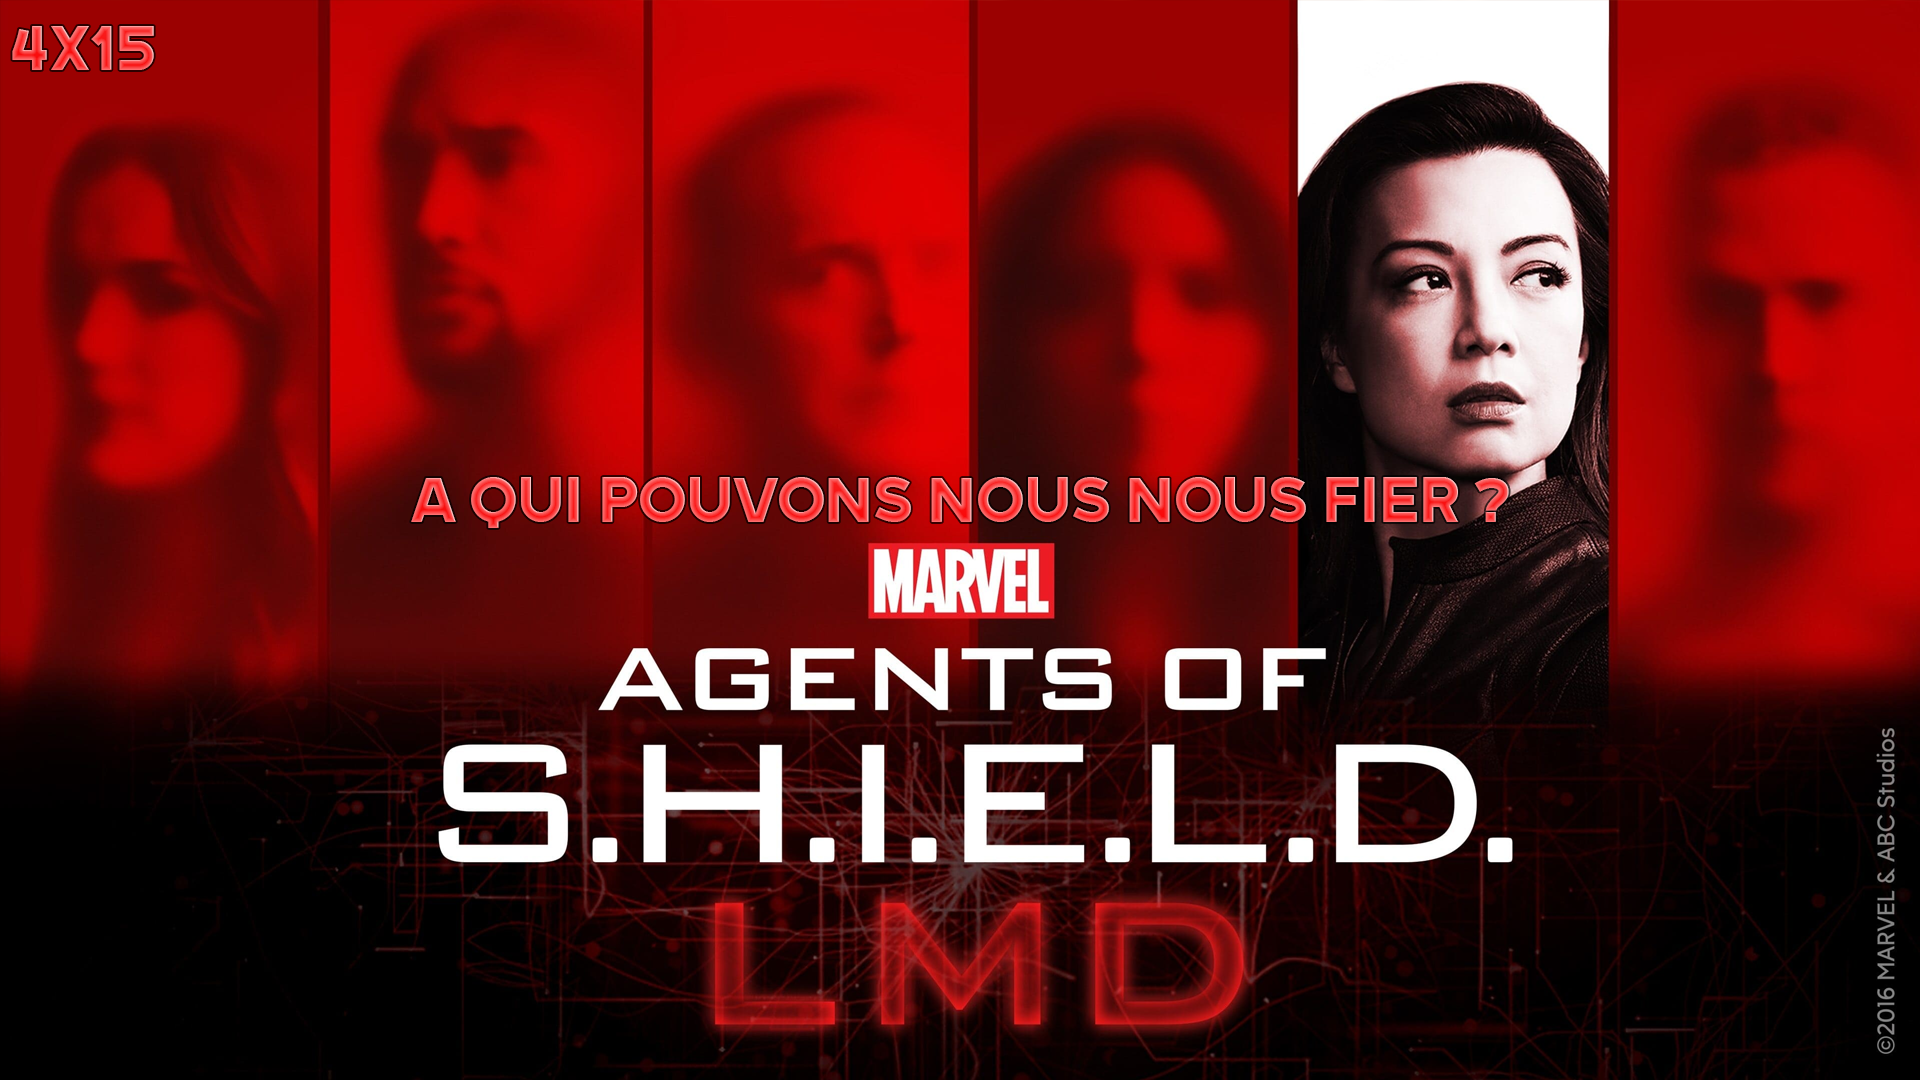 4X15
A QUI POUVONS NOUS NOUS FIER ?
MARVEL
AGENTS OF
S.H.I.E.L.D.
LMD
©2016 MARVEL & ABC Studios